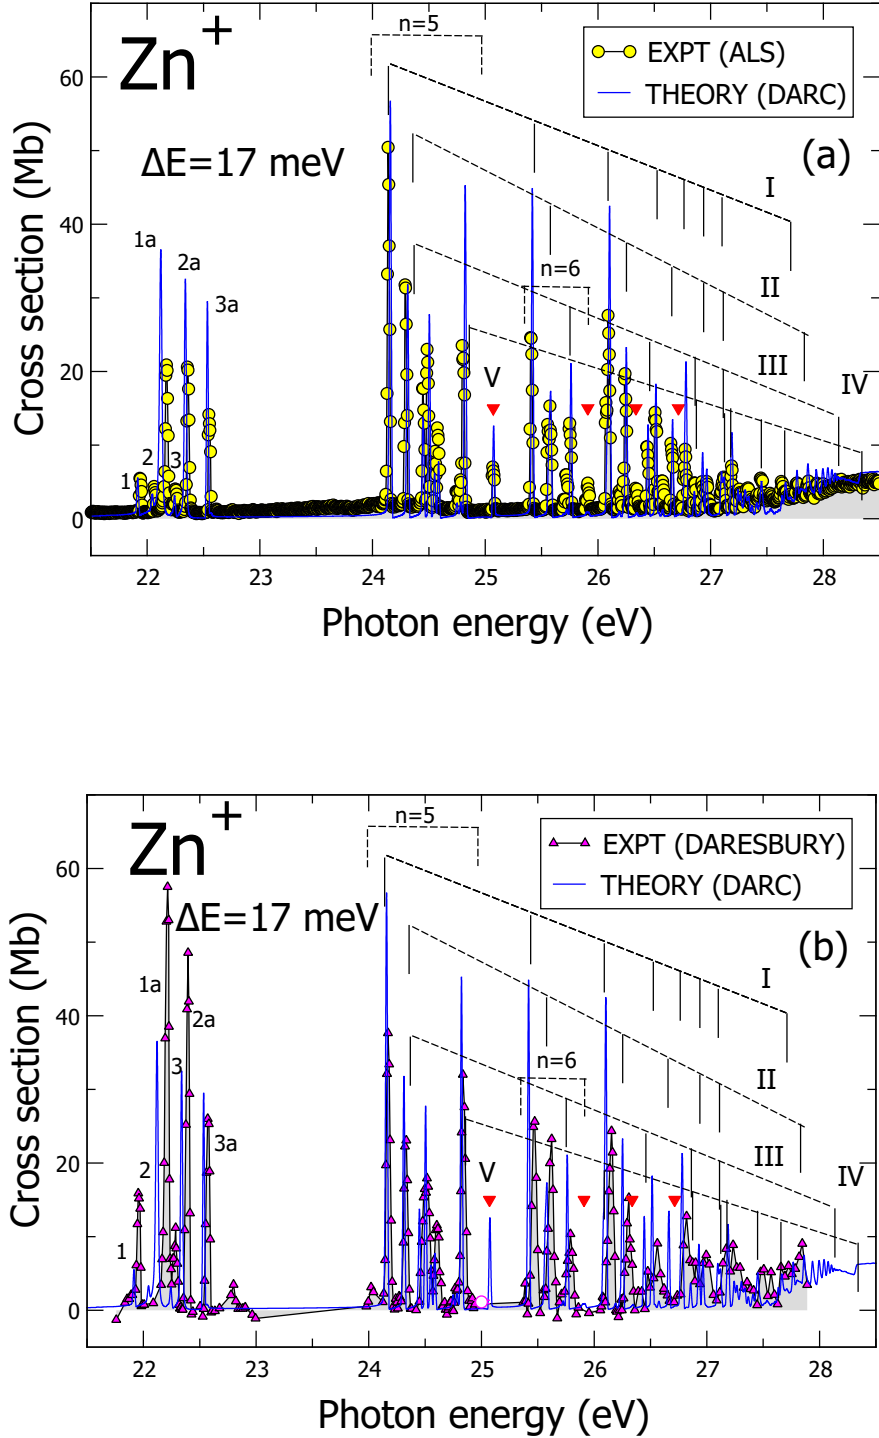 Zn+
n=5
EXPT (ALS)
THEORY (DARC)
ΔE=17 meV
(a)
I
II
III
IV
V
n=6
1a
2a
3a
1
2
3
60
40
20
0
Cross section (Mb)
22 23 24 25 26 27 28
Photon energy (eV)
Zn+
n=5
EXPT (DARESBURY)
THEORY (DARC)
ΔE=17 meV
(b)
I
II
III
IV
V
n=6
1a
2a
3
3a
2
1
60
40
20
0
Cross section (Mb)
22 23 24 25 26 27 28
Photon energy (eV)